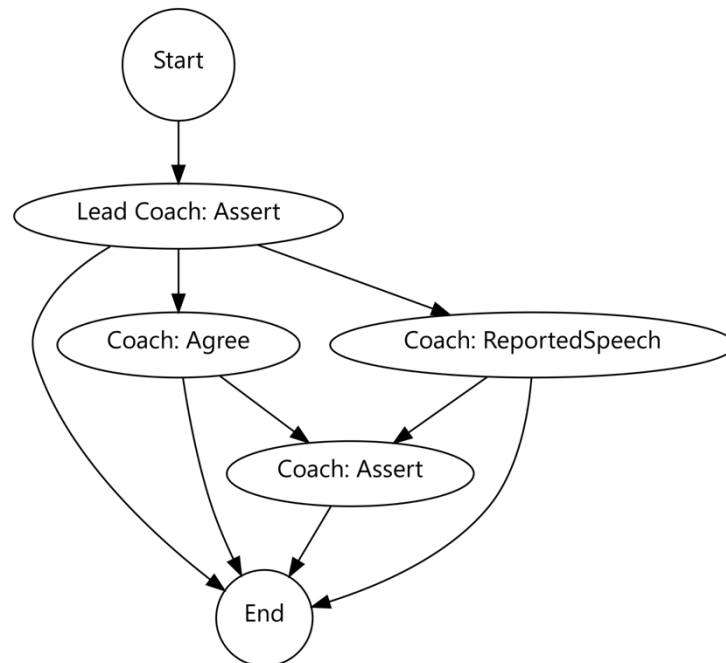 Start
Lead Coach: Assert
Coach: Agree
Coach: ReportedSpeech
Coach: Assert
End